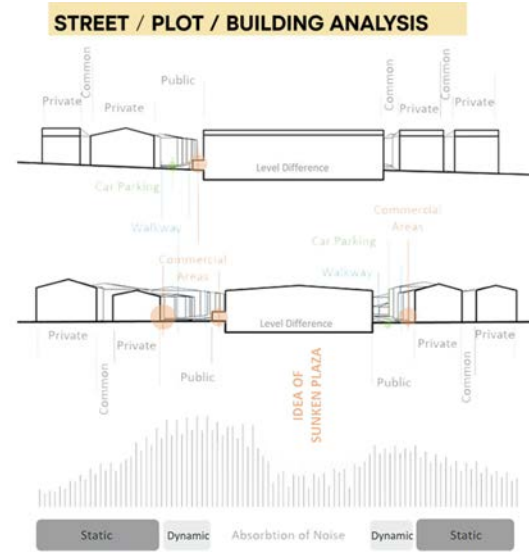 STREET / PLOT / BUILDING ANALYSIS
Public
Common
Common
Common
Private
Private
Private
Private
Level Difference
Car Parking
Walkway
Commercial
Areas
Commercial
Areas
Car Parking
Walkway
Level Difference
Private
Private
Common
Public
IDEA OF
SUNKEN PLAZA
Public
Private
Common
Private
Static
Dynamic
Absorbtion of Noise
Dynamic
Static